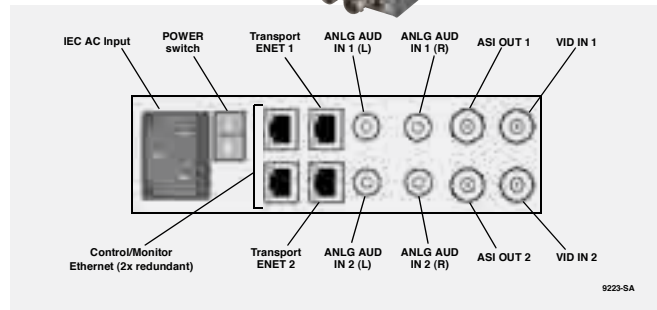 IEC AC Input
POWER
switch
Transport
ENET 1
ANLG AUD
IN 1 (L)
ANLG AUD
IN 1 (R)
ASI OUT 1
VID IN 1
Control/Monitor
Ethernet (2x redundant)
Transport
ENET 2
ANLG AUD
IN 2 (L)
ANLG AUD
IN 2 (R)
ASI OUT 2
VID IN 2
9223-SA